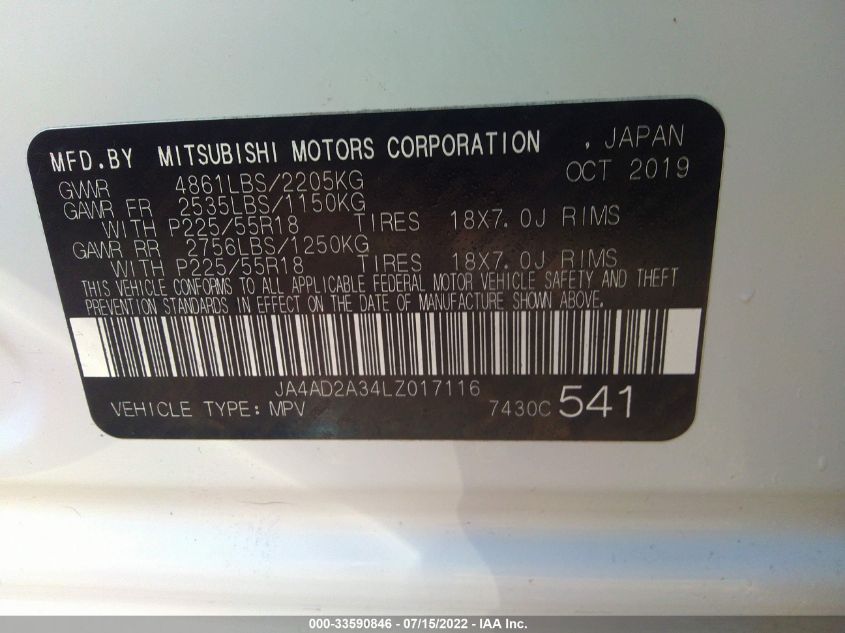 MFD.BY MITSUBISHI MOTORS CORPORATION , JAPAN
GVWR 4861LBS/2205KG OCT 2019
GAWR FR 2535LBS/1150KG
WITH P225/55R18 TIRES 18X7.0J RIMS
GAWR RR 2756LBS/1250KG
WITH P225/55R18 TIRES 18X7.0J RIMS
THIS VEHICLE CONFORMS TO ALL APPLICABLE FEDERAL MOTOR VEHICLE SAFETY AND THEFT
PREVENTION STANDARDS IN EFFECT ON THE DATE OF MANUFACTURE SHOWN ABOVE.
JA4AD2A34LZ017116
VEHICLE TYPE: MPV 7430C 541
000-33590846 - 07/15/2022 - IAA Inc.